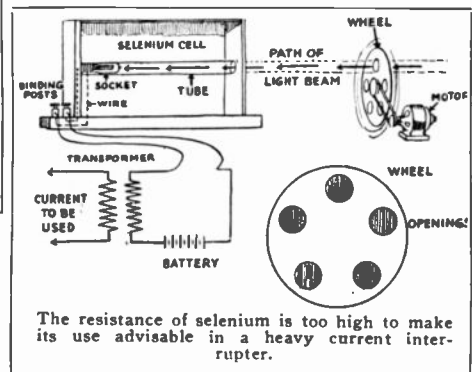 WHEEL
SELENIUM CELL
PATH OF
LIGHT BEAM
SOCKET
TUBE
BINDING
POSTS
WIRE
MOTOR
TRANSFORMER
WHEEL
CURRENT
TO BE
USED
OPENINGS
BATTERY
The resistance of selenium is too high to make
its use advisable in a heavy current inter-
rupter.